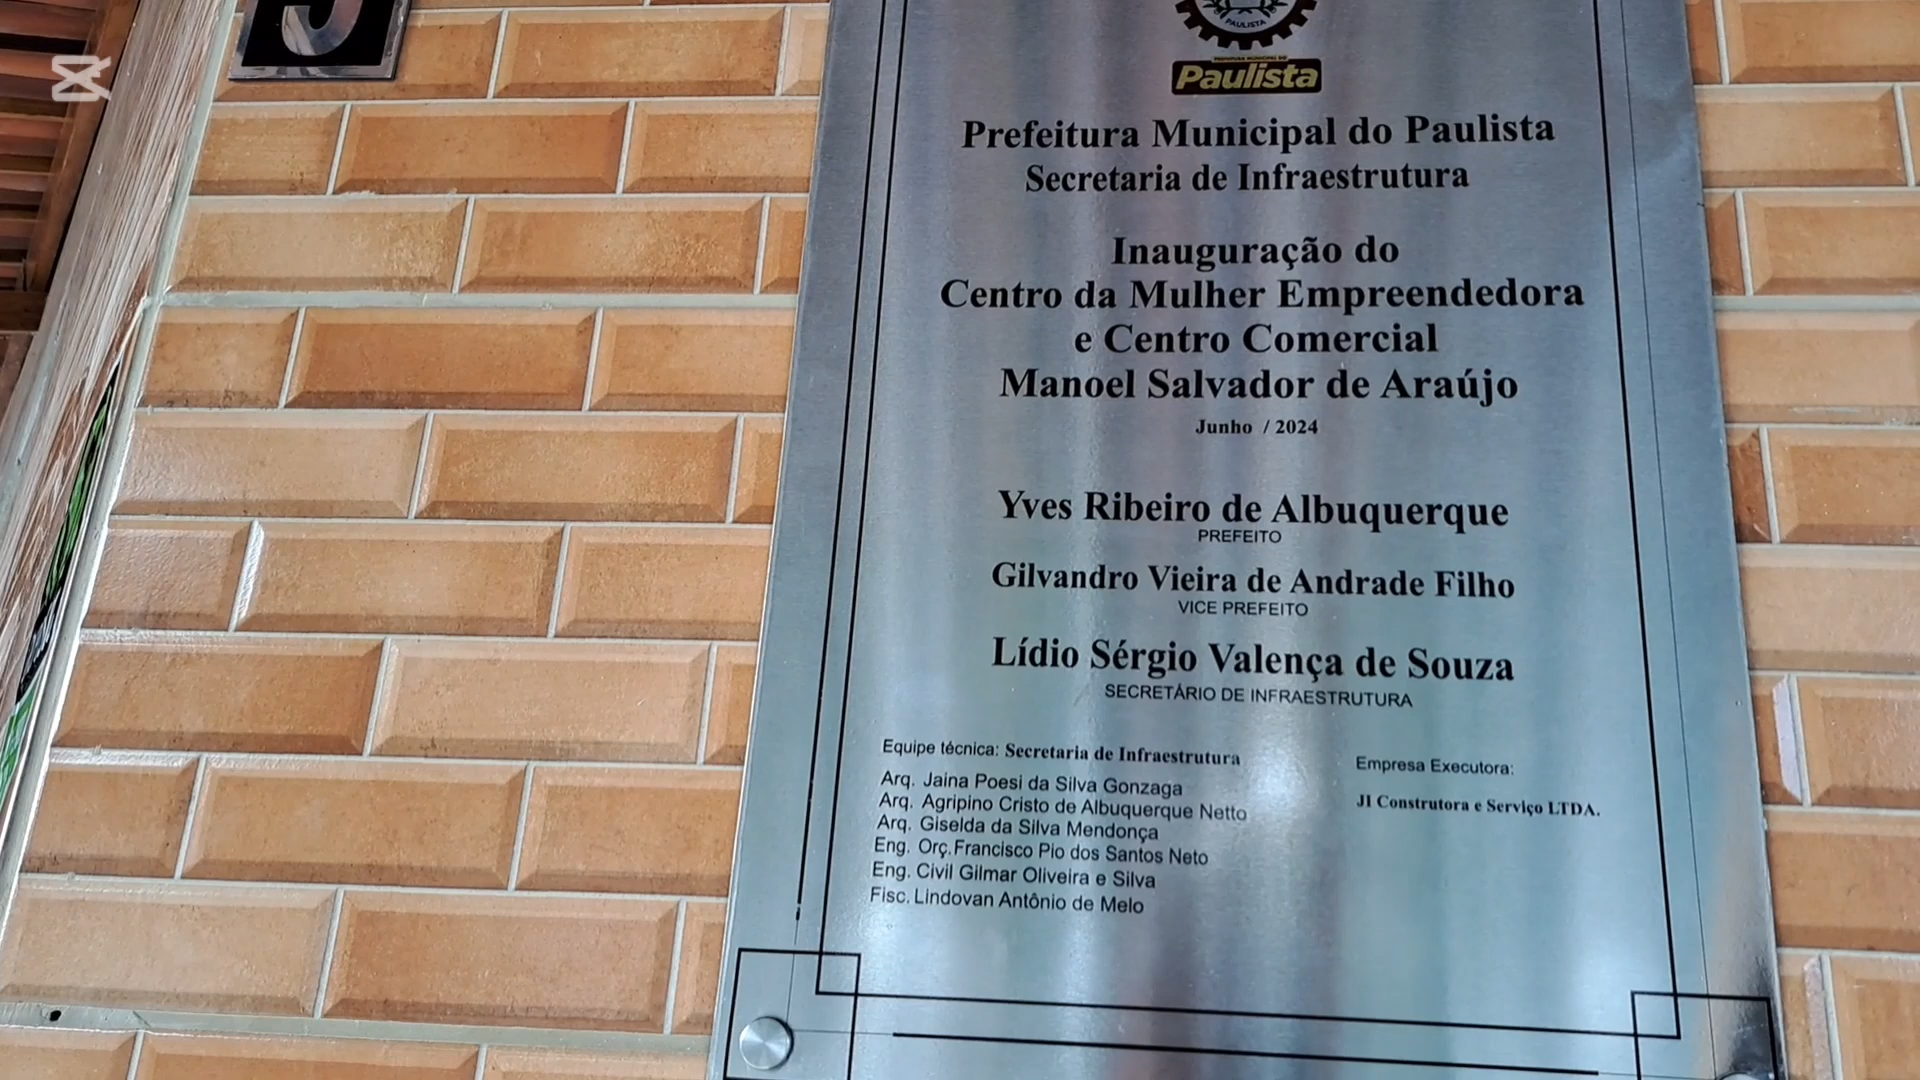 PAULISTA
Paulista
Prefeitura Municipal do Paulista
Secretaria de Infraestrutura
Inauguração do
Centro da Mulher Empreendedora
e Centro Comercial
Manoel Salvador de Araújo
Junho / 2024
Yves Ribeiro de Albuquerque
PREFEITO
Gilvandro Vieira de Andrade Filho
VICE PREFEITO
Lídio Sérgio Valença de Souza
SECRETÁRIO DE INFRAESTRUTURA
Equipe técnica: Secretaria de Infraestrutura
Arq. Jaina Poesi da Silva Gonzaga
Arq. Agripino Cristo de Albuquerque Netto
Arq. Giselda da Silva Mendonça
Eng. Orç.Francisco Pio dos Santos Neto
Eng. Civil Gilmar Oliveira e Silva
Fisc. Lindovan Antônio de Melo
Empresa Executora:
JI Construtora e Serviço LTDA.